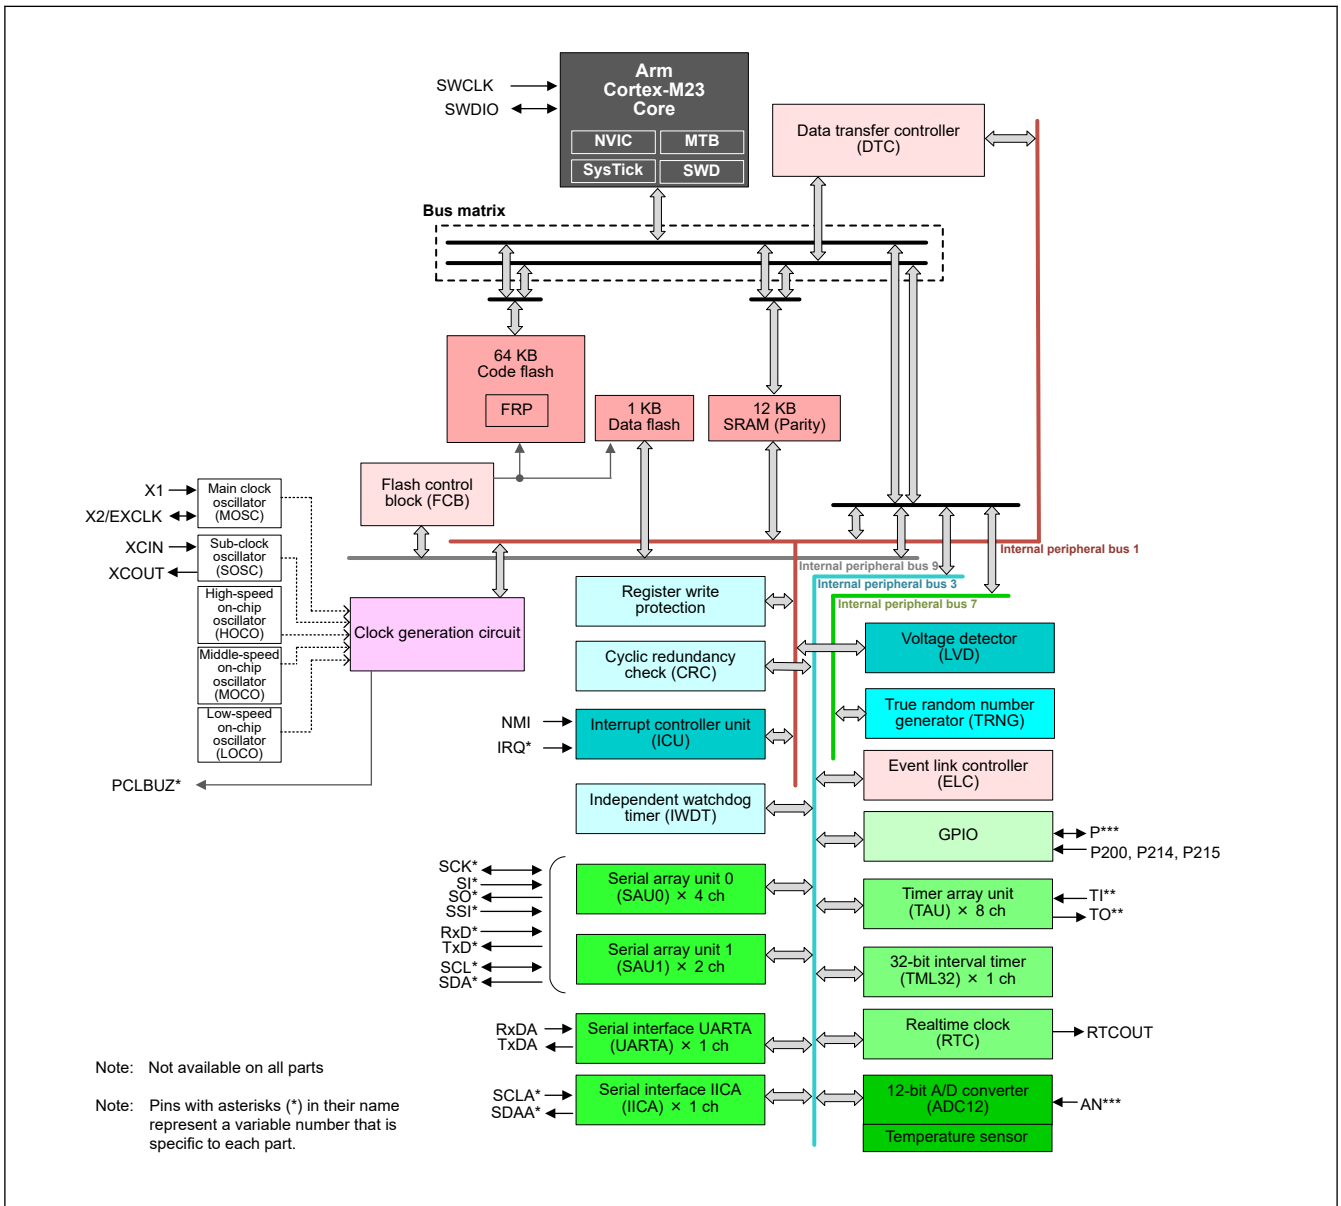 Arm
Cortex-M23
Core
NVIC
MTB
SysTick
SWD
SWCLK
SWDIO
Data transfer controller
(DTC)
Bus matrix
64 KB
Code flash
FRP
1 KB
Data flash
12 KB
SRAM (Parity)
Flash control
block (FCB)
X1
X2/EXCLK
XCIN
XCOUT
Main clock
oscillator
(MOSC)
Sub-clock
oscillator
(SOSC)
High-speed
on-chip
oscillator
(HOCO)
Middle-speed
on-chip
oscillator
(MOCO)
Low-speed
on-chip
oscillator
(LOCO)
Clock generation circuit
PCLBUZ*
Internal peripheral bus 1
Internal peripheral bus 9
Internal peripheral bus 3
Internal peripheral bus 7
Register write
protection
Cyclic redundancy
check (CRC)
NMI
IRQ*
Interrupt controller unit
(ICU)
Independent watchdog
timer (IWDT)
SCK*
SI*
SO*
SSI*
RxD*
TxD*
SCL*
SDA*
Serial array unit 0
(SAU0) × 4 ch
Serial array unit 1
(SAU1) × 2 ch
RxDA
TxDA
Serial interface UARTA
(UARTA) × 1 ch
SCLA*
SDAA*
Serial interface IICA
(IICA) × 1 ch
Voltage detector
(LVD)
True random number
generator (TRNG)
Event link controller
(ELC)
GPIO
P***
P200, P214, P215
Timer array unit
(TAU) × 8 ch
TI**
TO**
32-bit interval timer
(TML32) × 1 ch
Realtime clock
(RTC)
RTCOUT
12-bit A/D converter
(ADC12)
AN***
Temperature sensor
Note: Not available on all parts
Note: Pins with asterisks (*) in their name
represent a variable number that is
specific to each part.